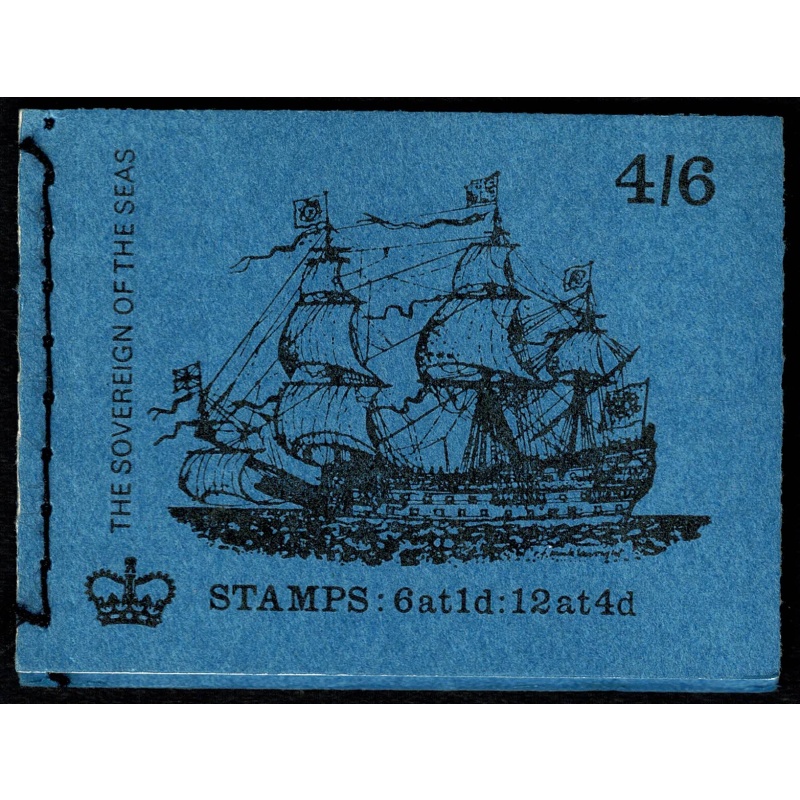 4/6
THE SOVEREIGN OF THE SEAS
STAMPS: 6at1d:12at4d